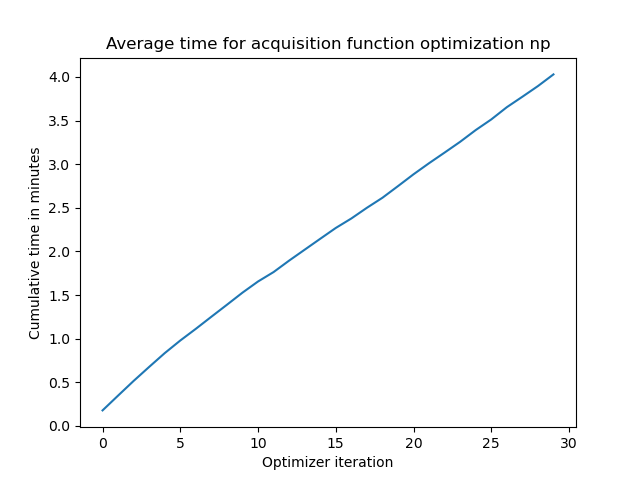 Average time for acquisition function optimization np
Cumulative time in minutes
4.0
3.5
3.0
2.5
2.0
1.5
1.0
0.5
0.0
0 5 10 15 20 25 30
Optimizer iteration